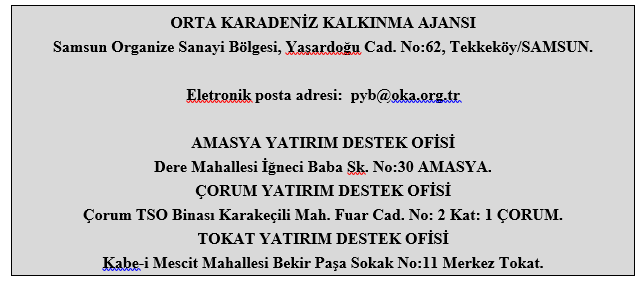 ORTA KARADENİZ KALKINMA AJANSI
Samsun Organize Sanayi Bölgesi, Yaşardoğu Cad. No:62, Tekkeköy/SAMSUN.
Eletronik posta adresi: pyb@oka.org.tr
AMASYA YATIRIM DESTEK OFİSİ
Dere Mahallesi İğneci Baba Sk. No:30 AMASYA.
ÇORUM YATIRIM DESTEK OFİSİ
Çorum TSO Binası Karakeçili Mah. Fuar Cad. No: 2 Kat: 1 ÇORUM.
TOKAT YATIRIM DESTEK OFİSİ
Kabe-i Mescit Mahallesi Bekir Paşa Sokak No:11 Merkez Tokat.